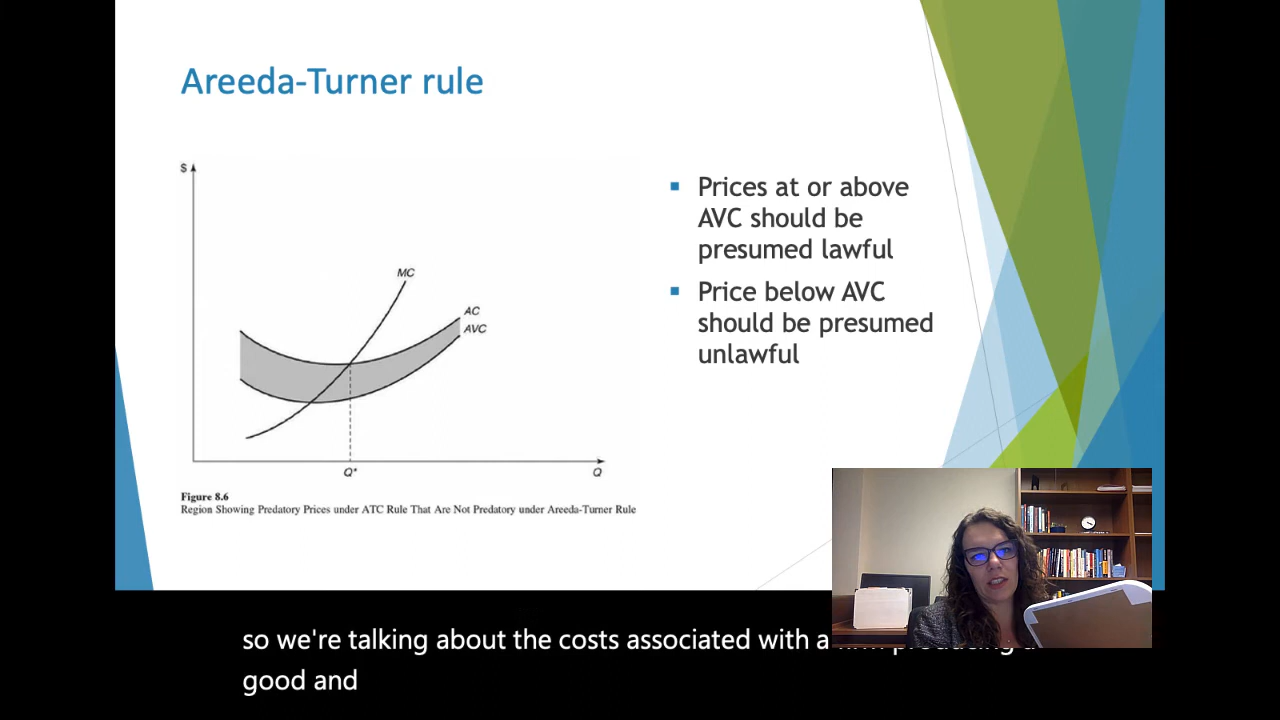 Areeda-Turner rule
$
MC
AC
AVC
Q*
Q
Figure 8.6
Region Showing Predatory Prices under ATC Rule That Are Not Predatory under Areeda-Turner Rule
Prices at or above
AVC should be
presumed lawful
Price below AVC
should be presumed
unlawful
so we're talking about the costs associated with a
good and